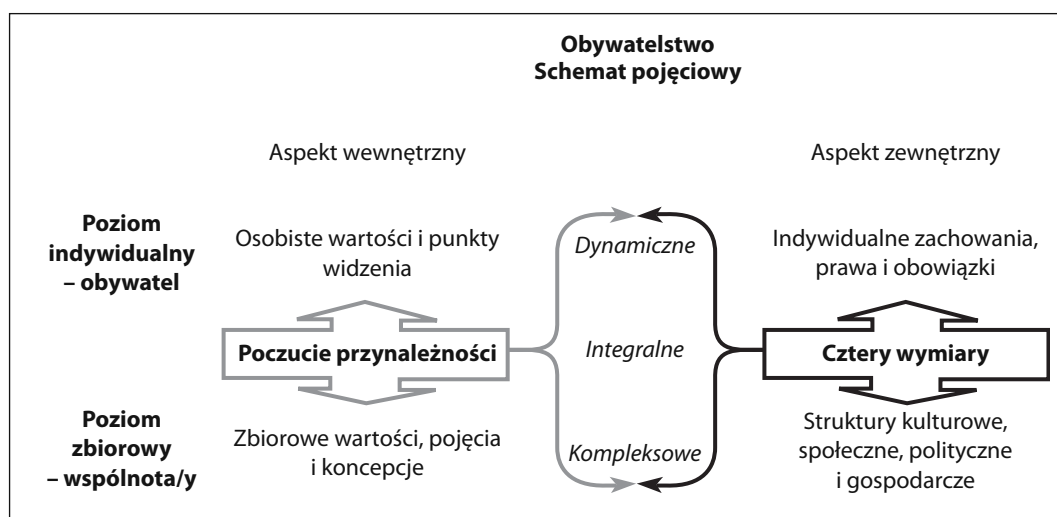 Obywatelstwo
Schemat pojęciowy
Aspekt wewnętrzny
Aspekt zewnętrzny
Poziom
indywidualny
– obywatel
Osobiste wartości i punkty
widzenia
Dynamiczne
Indywidualne zachowania,
prawa i obowiązki
Poczucie przynależności
Integralne
Cztery wymiary
Poziom
zbiorowy
– wspólnota/y
Zbiorowe wartości, pojęcia
i koncepcje
Kompleksowe
Struktury kulturowe,
społeczne, polityczne
i gospodarcze